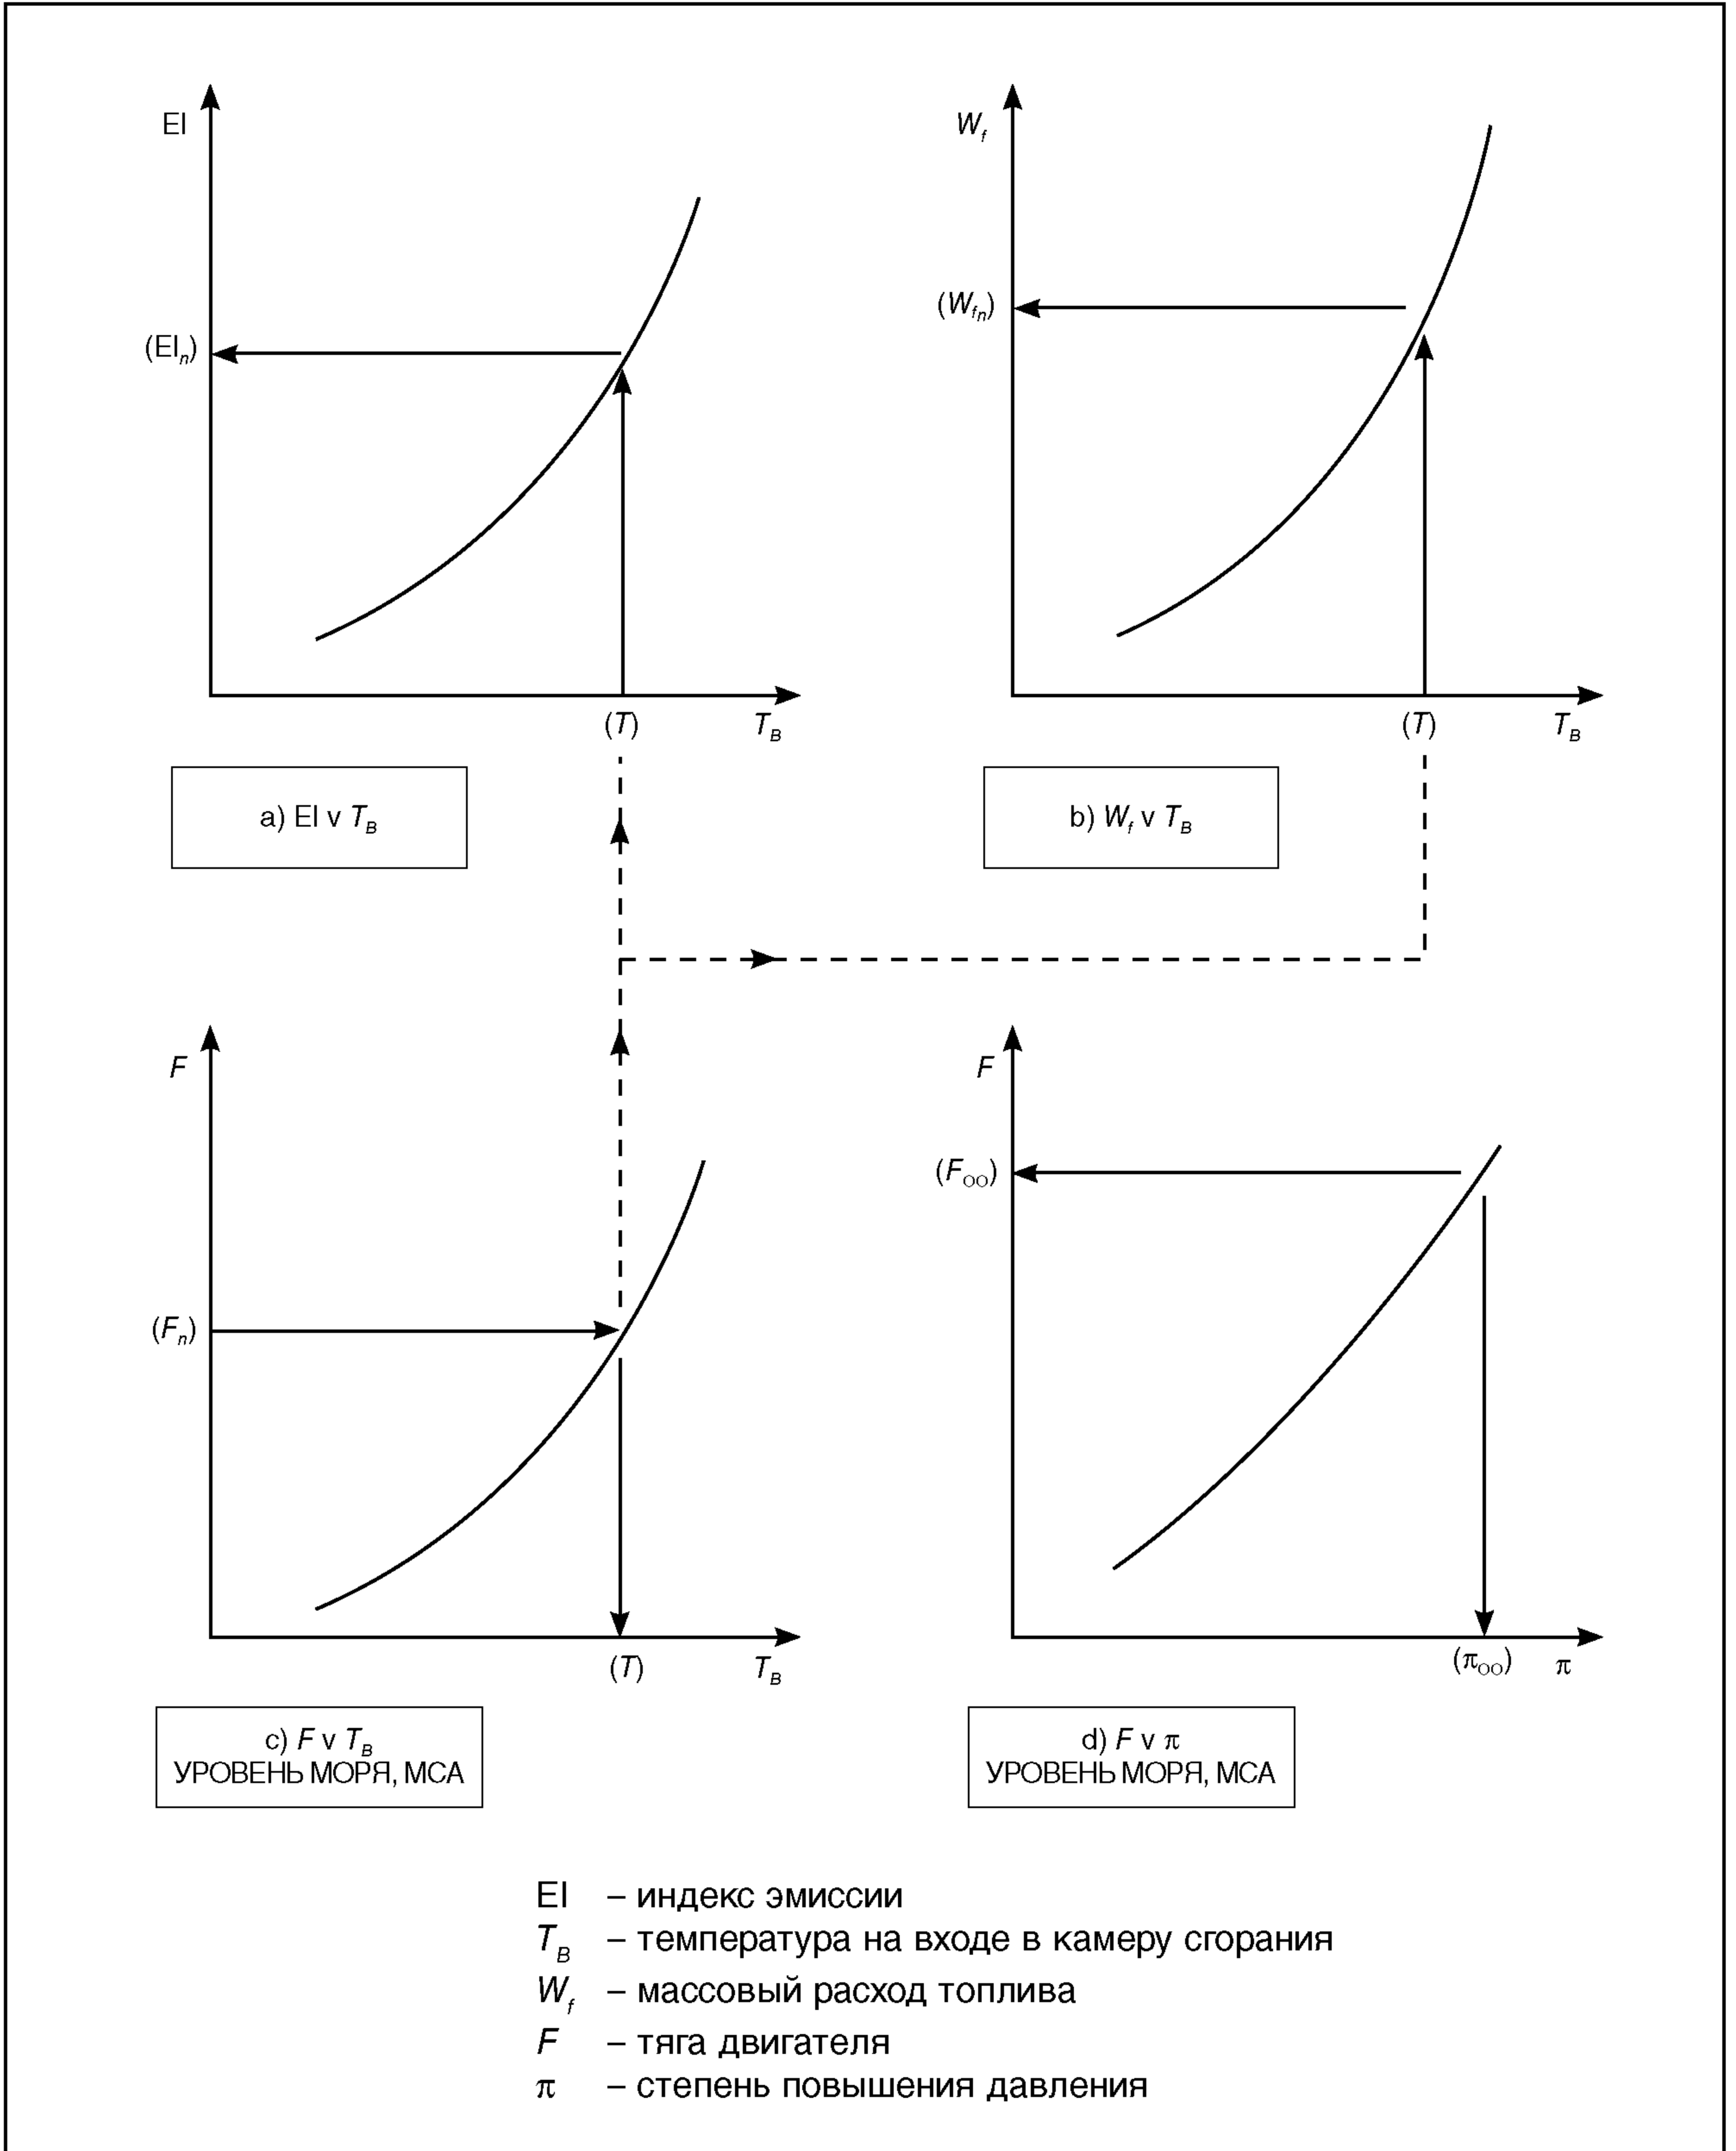 EI
(EIn)
(T) TB
a) EI v TB
Wf
(Wfn)
(T) TB
b) Wf v TB
F
(Fn)
(T) TB
c) F v TB
УРОВЕНЬ МОРЯ, МСА
F
(Foo)
(πoo) π
d) F v π
УРОВЕНЬ МОРЯ, МСА
EI – индекс эмиссии
TB – температура на входе в камеру сгорания
Wf – массовый расход топлива
F – тяга двигателя
π – степень повышения давления